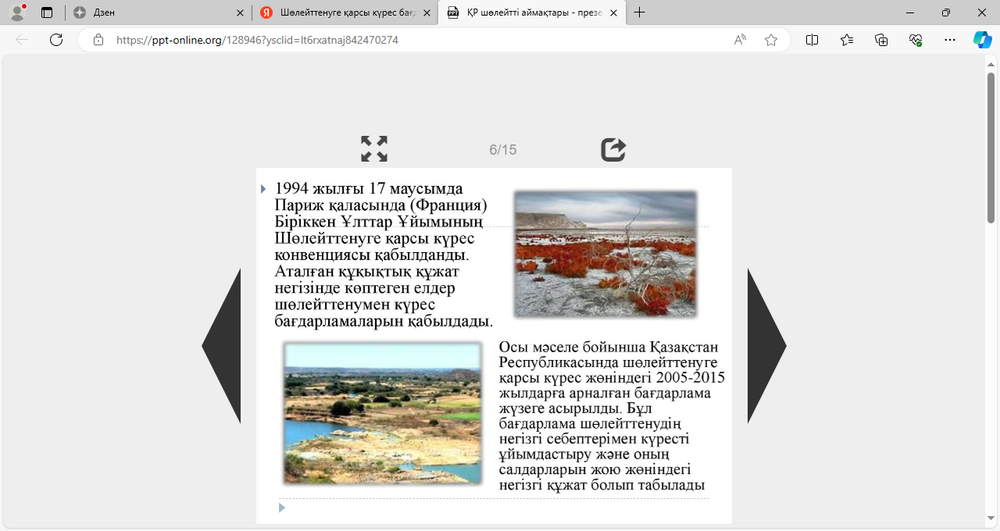 Дзен
Шөлейттенуге қарсы күрес бағ
ҚР шөлейтті аймақтары - презе
https://ppt-online.org/128946?ysclid=lt6rxatnaj842470274
6/15
1994 жылғы 17 маусымда
Париж қаласында (Франция)
Біріккен Ұлттар Ұйымының
Шөлейттенуге қарсы күрес
конвенциясы қабылданды.
Аталған құқықтық құжат
негізінде көптеген елдер
шөлейттенумен күрес
бағдарламаларын қабылдады.
Осы мәселе бойынша Қазақстан
Республикасында шөлейттенуге
қарсы күрес жөніндегі 2005-2015
жылдарға арналған бағдарлама
жүзеге асырылды. Бұл
бағдарлама шөлейттенудің
негізгі себептерімен күресті
ұйымдастыру және оның
салдарларын жою жөніндегі
негізгі құжат болып табылады